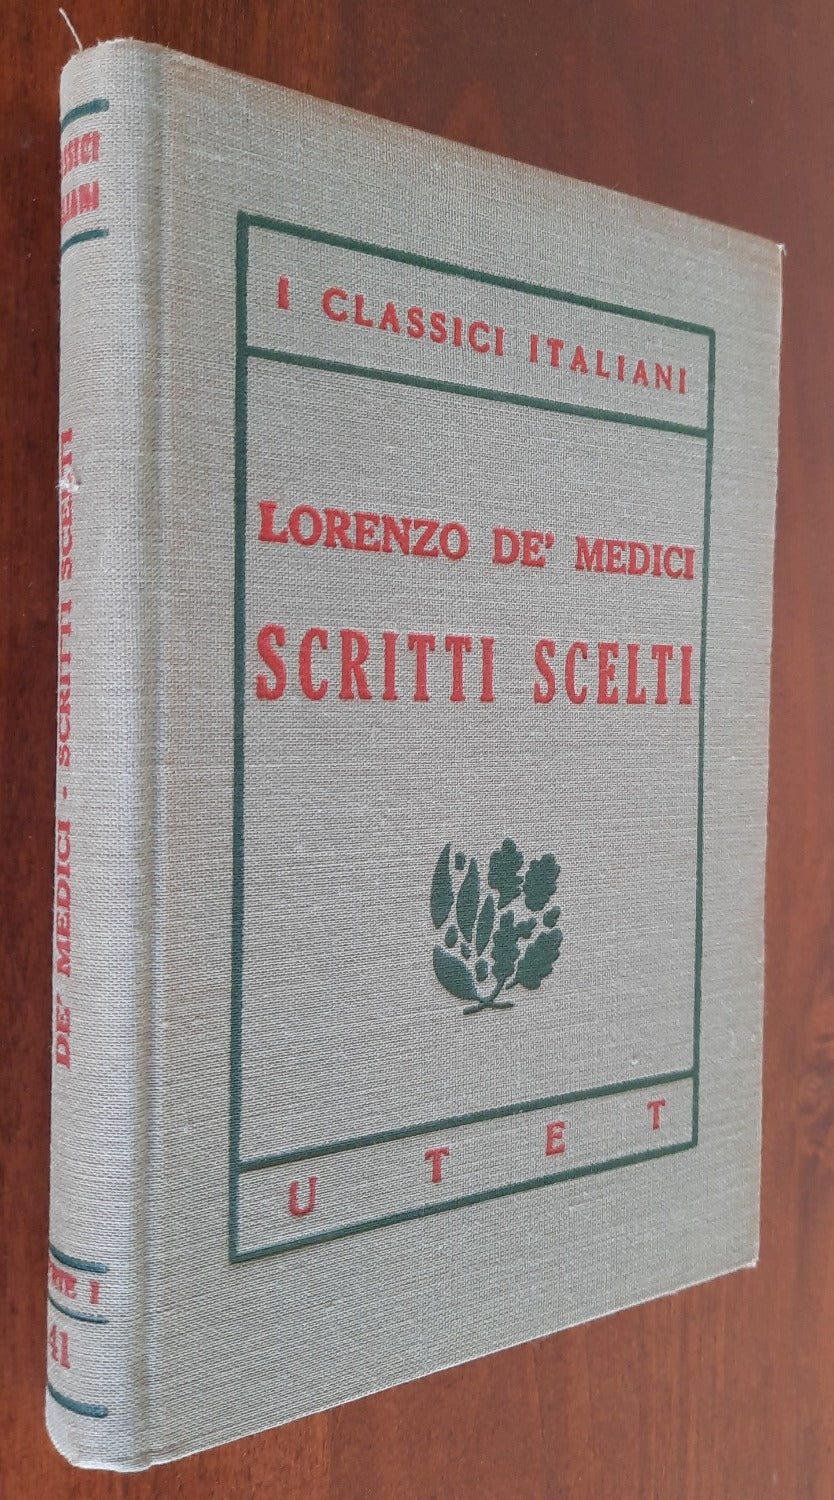 I CLASSICI ITALIANI
LORENZO DE' MEDICI
SCRITTI SCELTI
U T E T
DE' MEDICI - SCRITTI SCELTI
41